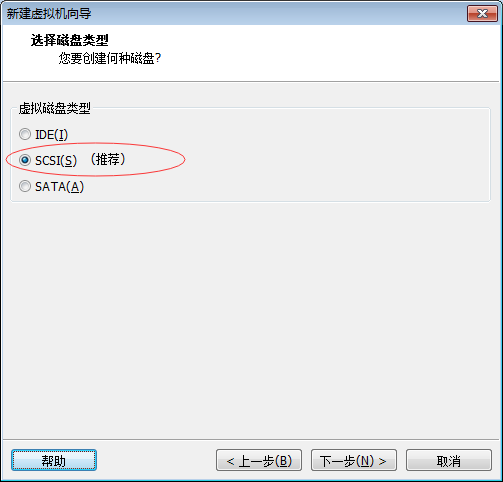 新建虚拟机向导
选择磁盘类型
您要创建何种磁盘?
虚拟磁盘类型
IDE(I)
SCSI(S) （推荐）
SATA(A)
帮助 < 上一步(B) 下一步(N) > 取消